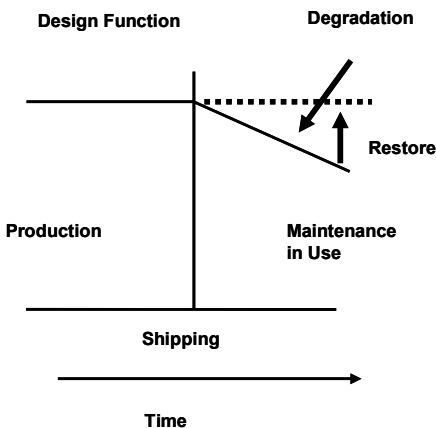 Design Function
Degradation
Restore
Production
Maintenance
in Use
Shipping
Time